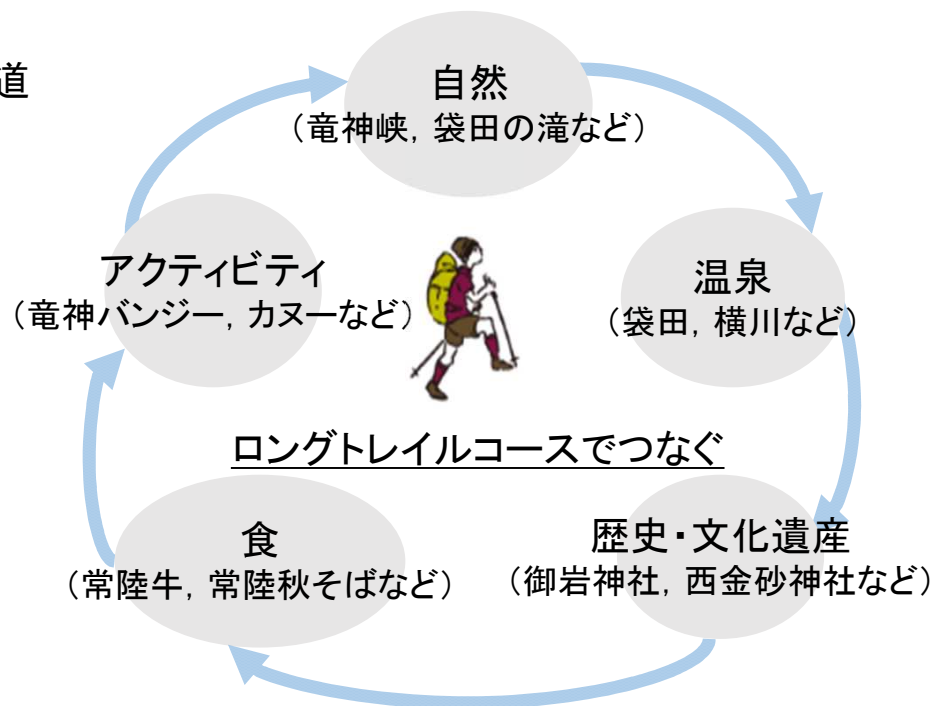 道
自然
（竜神峡，袋田の滝など）
アクティビティ
（竜神バンジー，カヌーなど）
温泉
（袋田，横川など）
ロングトレイルコースでつなぐ
食
（常陸牛，常陸秋そばなど）
歴史・文化遺産
（御岩神社，西金砂神社など）